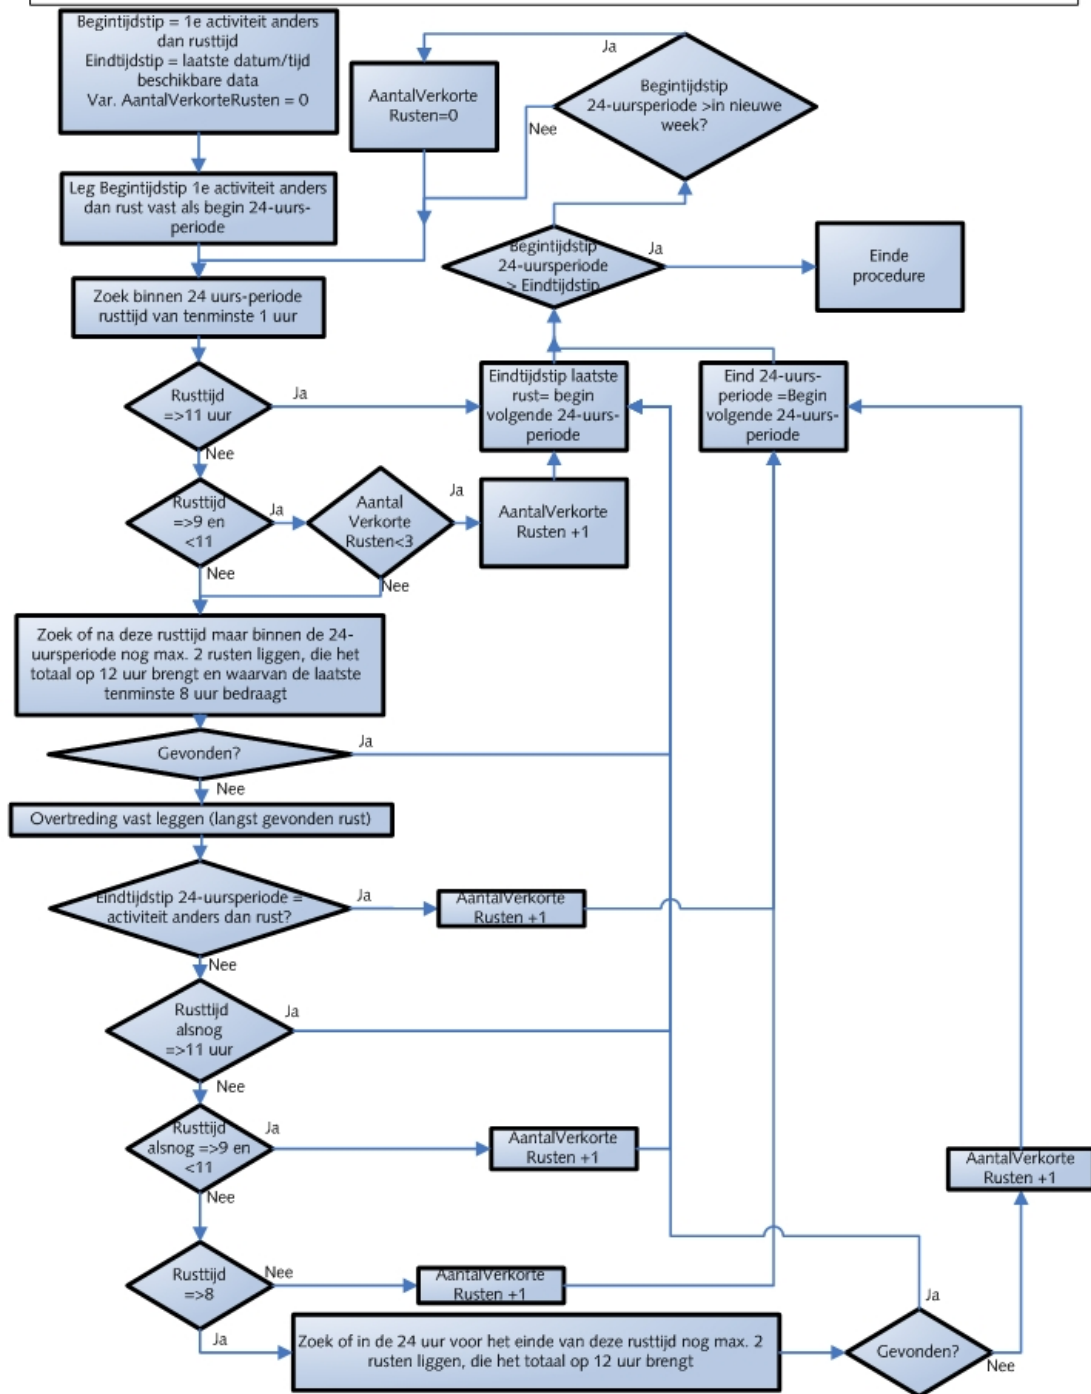 Begintijdstip = 1e activiteit anders
dan rusttijd
Eindtijdstip = laatste datum/tijd
beschikbare data
Var. AantalVerkorteRusten = 0
AantalVerkorte
Rusten=0
Ja
Begintijdstip
24-uursperiode >in nieuwe
week?
Nee
Leg Begintijdstip 1e activiteit anders
dan rust vast als begin 24-uurs-
periode
Begintijdstip
24-uursperiode
> Eindtijdstip
Ja
Einde
procedure
Zoek binnen 24 uurs-periode
rusttijd van tenminste 1 uur
Rusttijd
=>11 uur
Ja
Nee
Eindtijdstip laatste
rust= begin
volgende 24-uurs-
periode
Eind 24-uurs-
periode =Begin
volgende 24-uurs-
periode
Rusttijd
=>9 en
<11
Ja
Nee
Aantal
Verkorte
Rusten<3
Ja
Nee
AantalVerkorte
Rusten +1
Zoek of na deze rusttijd maar binnen de 24-
uursperiode nog max. 2 rusten liggen, die het
totaal op 12 uur brengt en waarvan de laatste
tenminste 8 uur bedraagt
Gevonden?
Ja
Nee
Overtreding vast leggen (langst gevonden rust)
Eindtijdstip 24-uursperiode =
activiteit anders dan rust?
Ja
Nee
AantalVerkorte
Rusten +1
Rusttijd
alsnog
=>11 uur
Ja
Nee
Rusttijd
alsnog =>9 en
<11
Ja
Nee
AantalVerkorte
Rusten +1
AantalVerkorte
Rusten +1
Rusttijd
=>8
Nee
Ja
AantalVerkorte
Rusten +1
Zoek of in de 24 uur voor het einde van deze rusttijd nog max. 2
rusten liggen, die het totaal op 12 uur brengt
Gevonden?
Ja
Nee